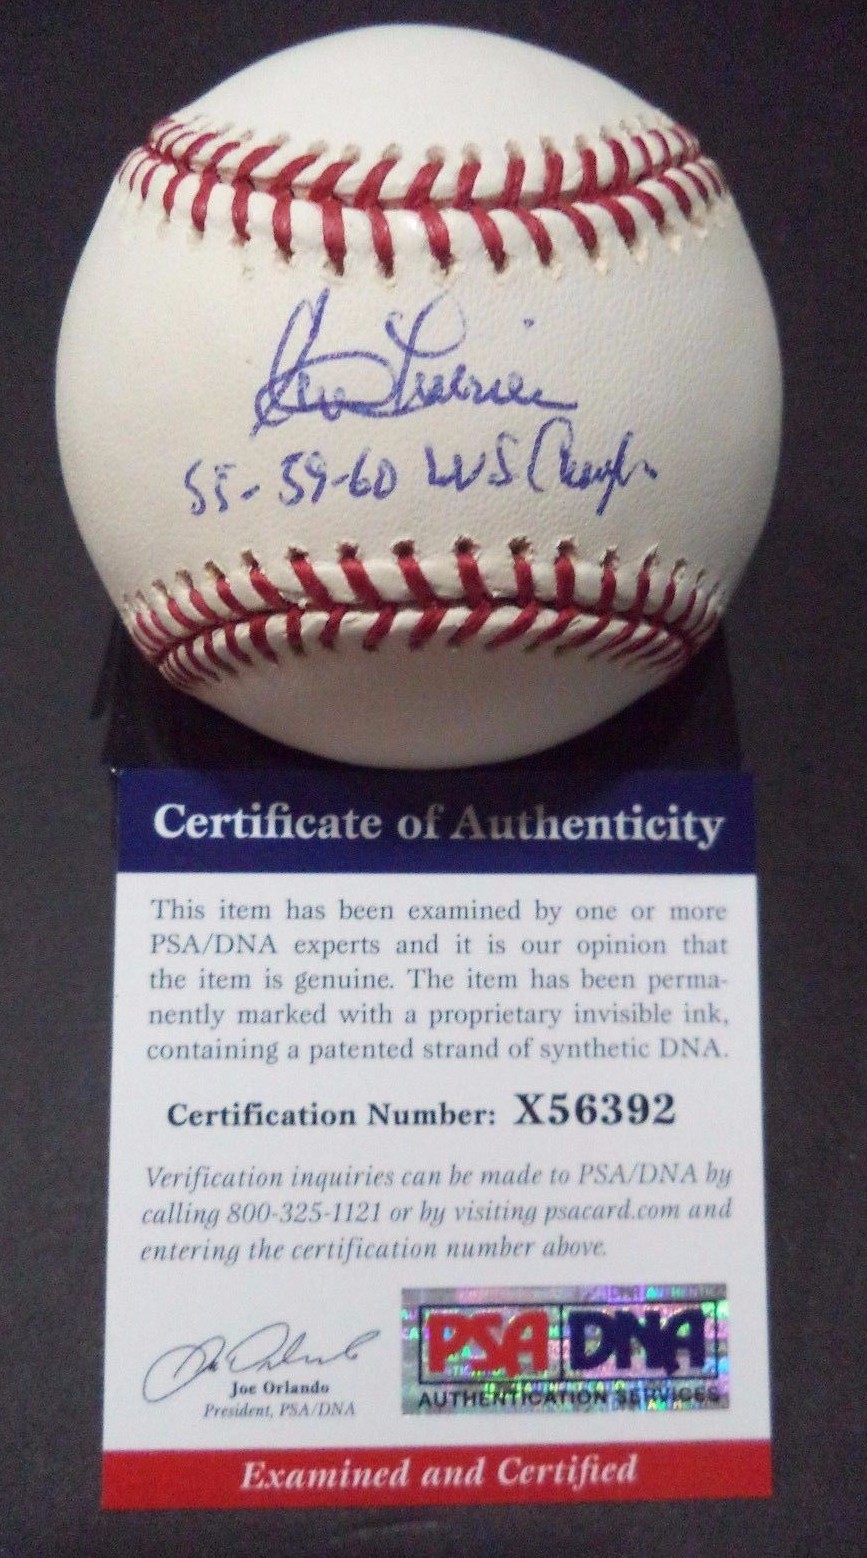 55-59-60 WS Champ
Certificate of Authenticity
This item has been examined by one or more
PSA/DNA experts and it is our opinion that
the item is genuine. The item has been perma-
nently marked with a proprietary invisible ink,
containing a patented strand of synthetic DNA.
Certification Number: X56392
Verification inquiries can be made to PSA/DNA by
calling 800-325-1121 or by visiting psacard.com and
entering the certification number above.
Joe Orlando
President, PSA/DNA
PSA DNA
AUTHENTICATION SERVICES
Examined and Certified